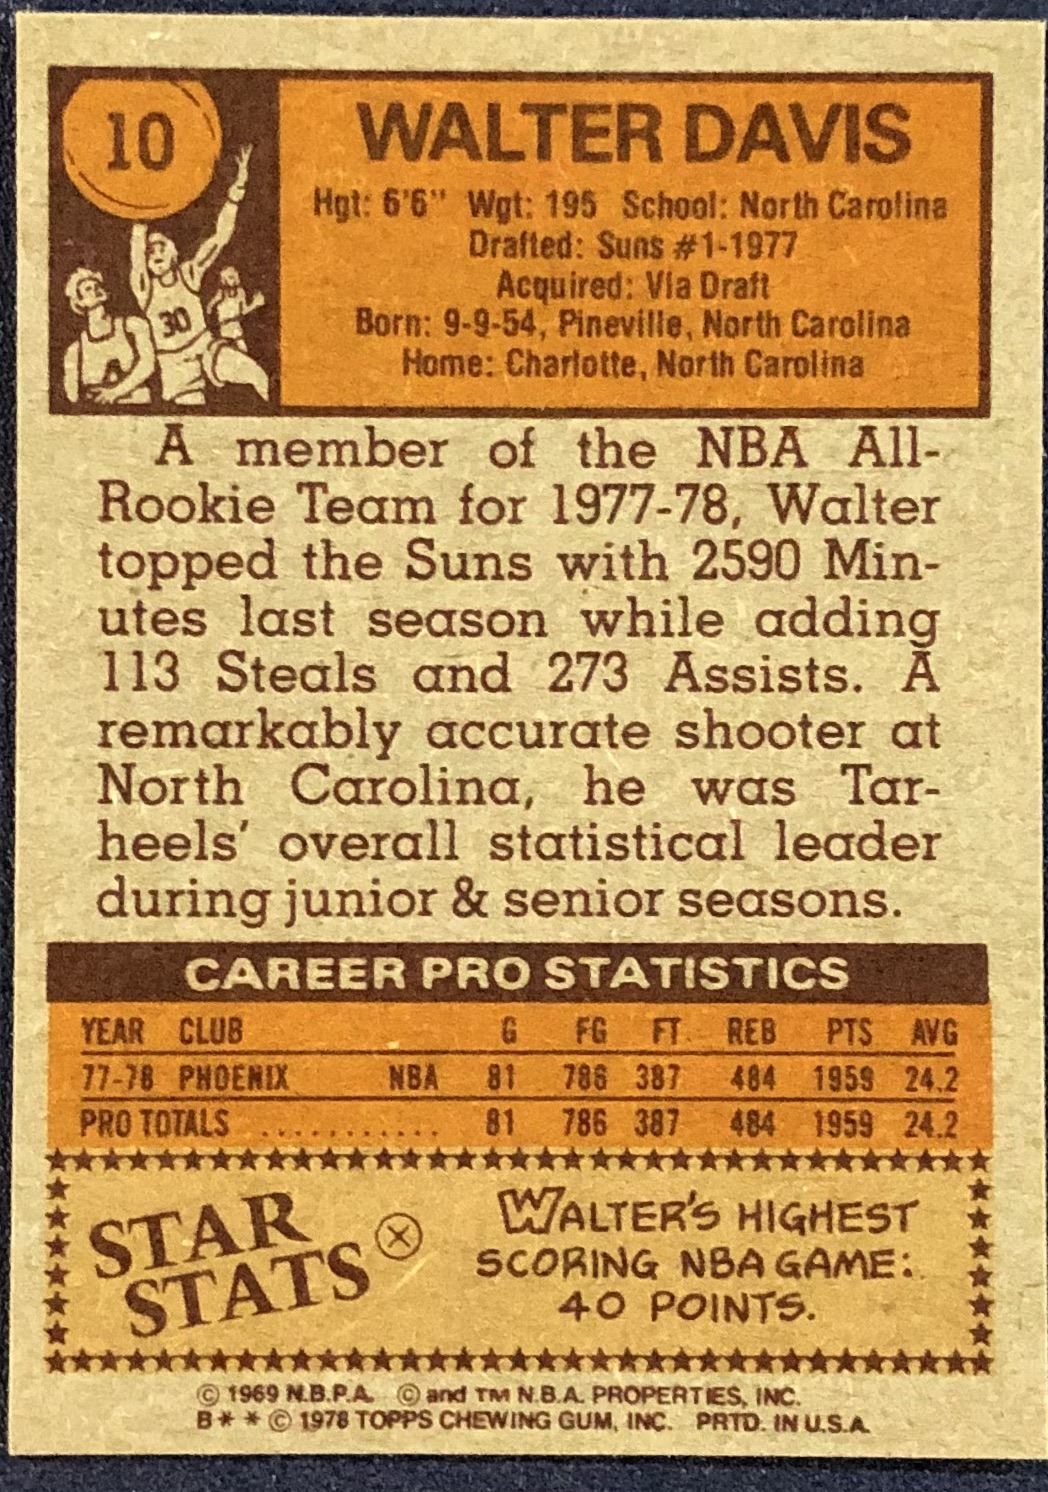 10
WALTER DAVIS
Hgt: 6'6" Wgt: 195 School: North Carolina
Drafted: Suns #1-1977
Acquired: Via Draft
Born: 9-9-54, Pineville, North Carolina
Home: Charlotte, North Carolina
30
A member of the NBA All-
Rookie Team for 1977-78, Walter
topped the Suns with 2590 Min-
utes last season while adding
113 Steals and 273 Assists. A
remarkably accurate shooter at
North Carolina, he was Tar-
heels' overall statistical leader
during junior & senior seasons.
CAREER PRO STATISTICS
YEAR CLUB G FG FT REB PTS AVG
77-78 PHOENIX NBA 81 786 387 484 1959 24.2
PRO TOTALS ........... 81 786 387 484 1959 24.2
STAR
STATS
WALTER'S HIGHEST
SCORING NBA GAME:
40 POINTS.
© 1969 N.B.P.A. © and TM N.B.A. PROPERTIES, INC.
B * * © 1978 TOPPS CHEWING GUM, INC. PRTD. IN U.S.A.